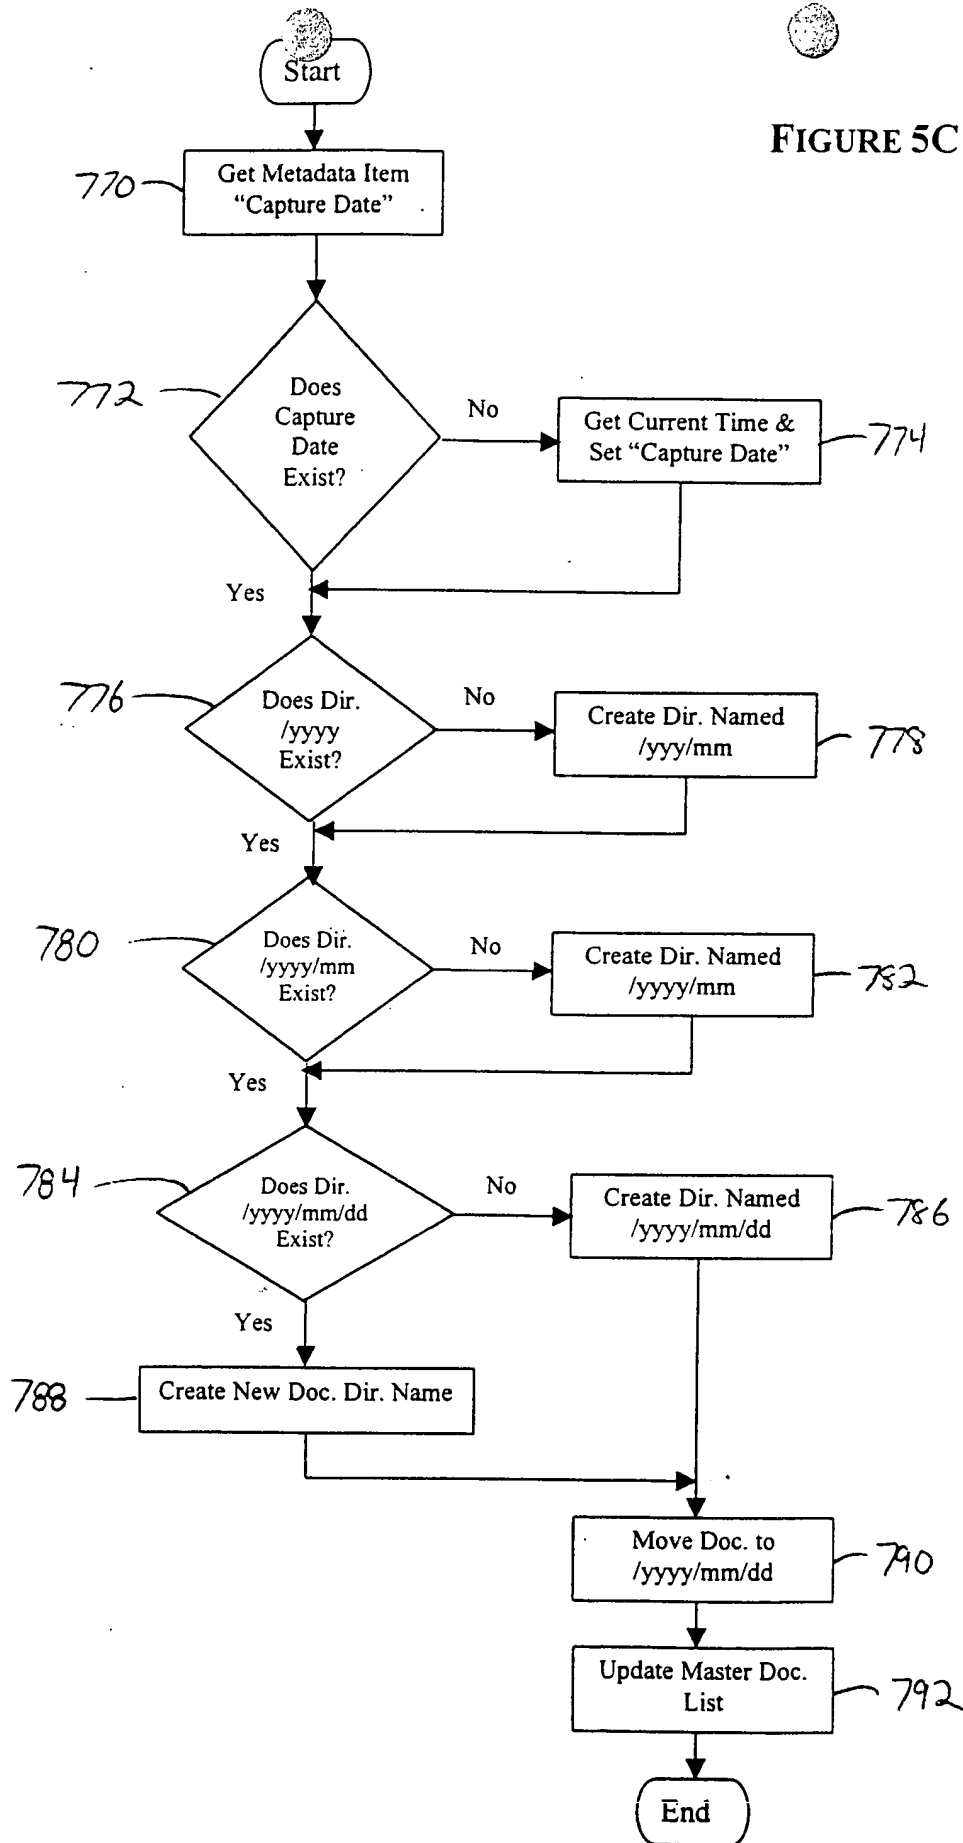 Start
FIGURE 5C
770
Get Metadata Item
“Capture Date”
772
Does
Capture
Date
Exist?
No
Get Current Time &
Set “Capture Date”
774
Yes
776
Does Dir.
/yyyy
Exist?
No
Create Dir. Named
/yyy/mm
778
Yes
780
Does Dir.
/yyyy/mm
Exist?
No
Create Dir. Named
/yyyy/mm
782
Yes
784
Does Dir.
/yyyy/mm/dd
Exist?
No
Create Dir. Named
/yyyy/mm/dd
786
Yes
788
Create New Doc. Dir. Name
Move Doc. to
/yyyy/mm/dd
790
Update Master Doc.
List
792
End